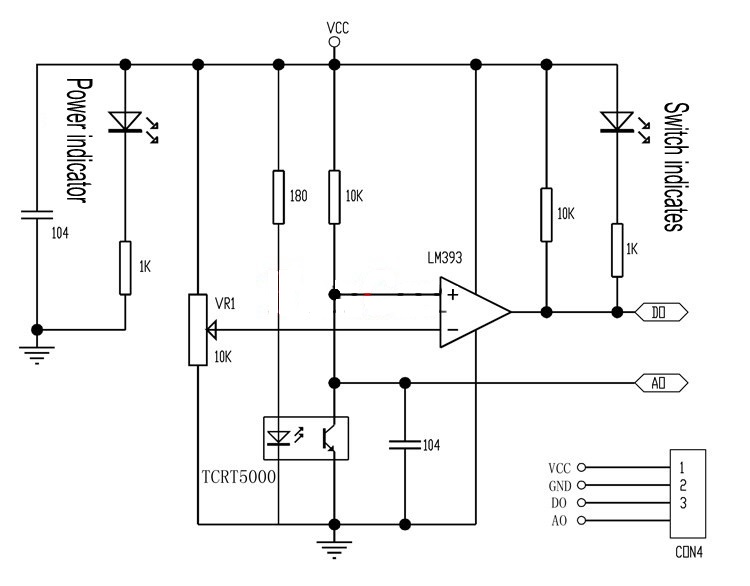 VCC
Power indicator
Switch indicates
104
1K
180
10K
10K
1K
LM393
VR1
10K
+
−
DO
AO
104
TCRT5000
VCC 1
GND 2
DO 3
AO
CON4